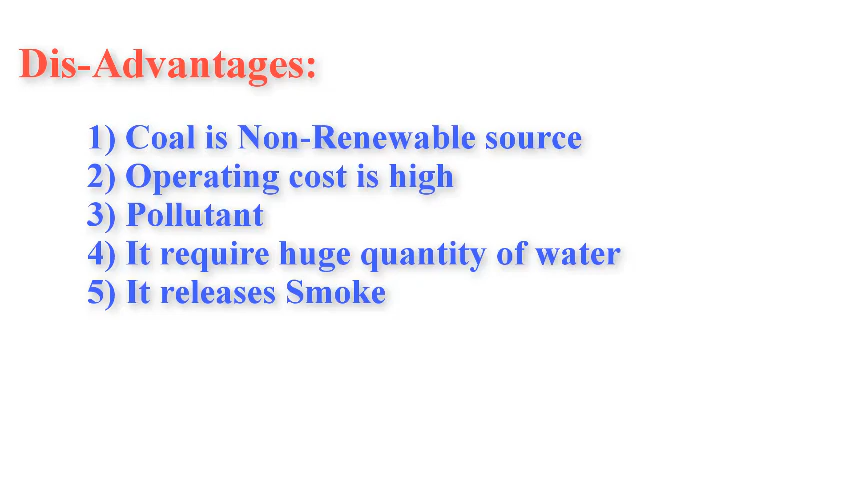 Dis-Advantages:
1) Coal is Non-Renewable source
2) Operating cost is high
3) Pollutant
4) It require huge quantity of water
5) It releases Smoke